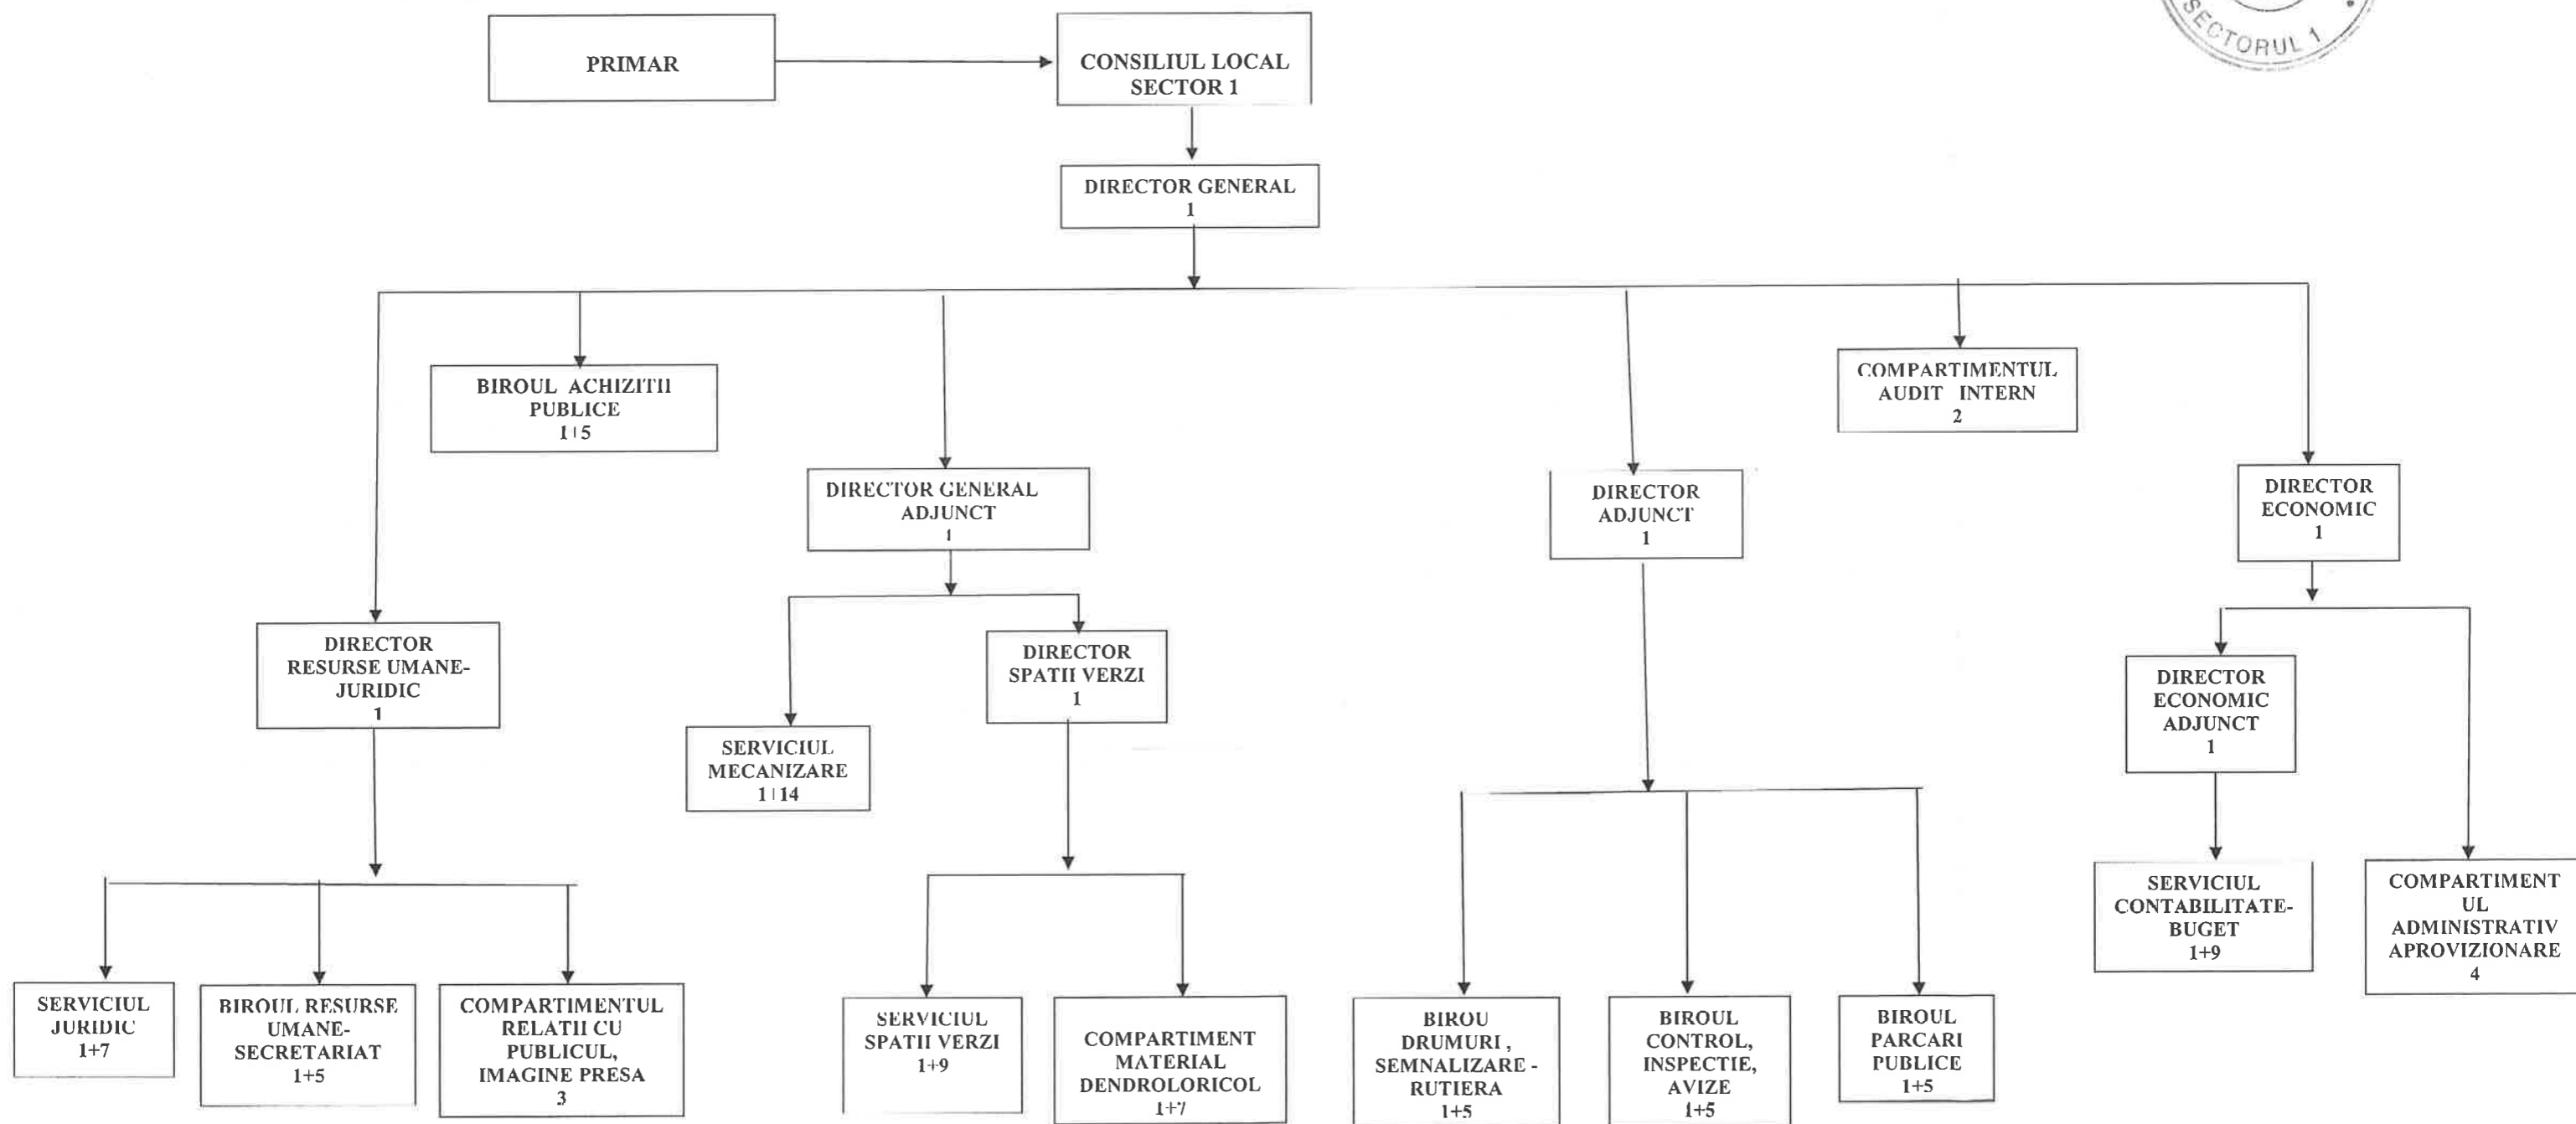 SECTORUL 1
PRIMAR
CONSILIUL LOCAL
SECTOR 1
DIRECTOR GENERAL
1
BIROUL ACHIZITII
PUBLICE
1+5
COMPARTIMENTUL
AUDIT INTERN
2
DIRECTOR GENERAL
ADJUNCT
1
DIRECTOR
ADJUNCT
1
DIRECTOR
ECONOMIC
1
DIRECTOR
RESURSE UMANE-
JURIDIC
1
DIRECTOR
SPATII VERZI
1
DIRECTOR
ECONOMIC
ADJUNCT
1
SERVICIUL
MECANIZARE
1+14
SERVICIUL
CONTABILITATE-
BUGET
1+9
COMPARTIMENT
UL
ADMINISTRATIV
APROVIZIONARE
4
SERVICIUL
JURIDIC
1+7
BIROUL RESURSE
UMANE-
SECRETARIAT
1+5
COMPARTIMENTUL
RELATII CU
PUBLICUL,
IMAGINE PRESA
3
SERVICIUL
SPATII VERZI
1+9
COMPARTIMENT
MATERIAL
DENDROLORICOL
1+7
BIROU
DRUMURI ,
SEMNALIZARE -
RUTIERA
1+5
BIROUL
CONTROL,
INSPECTIE,
AVIZE
1+5
BIROUL
PARCARI
PUBLICE
1+5